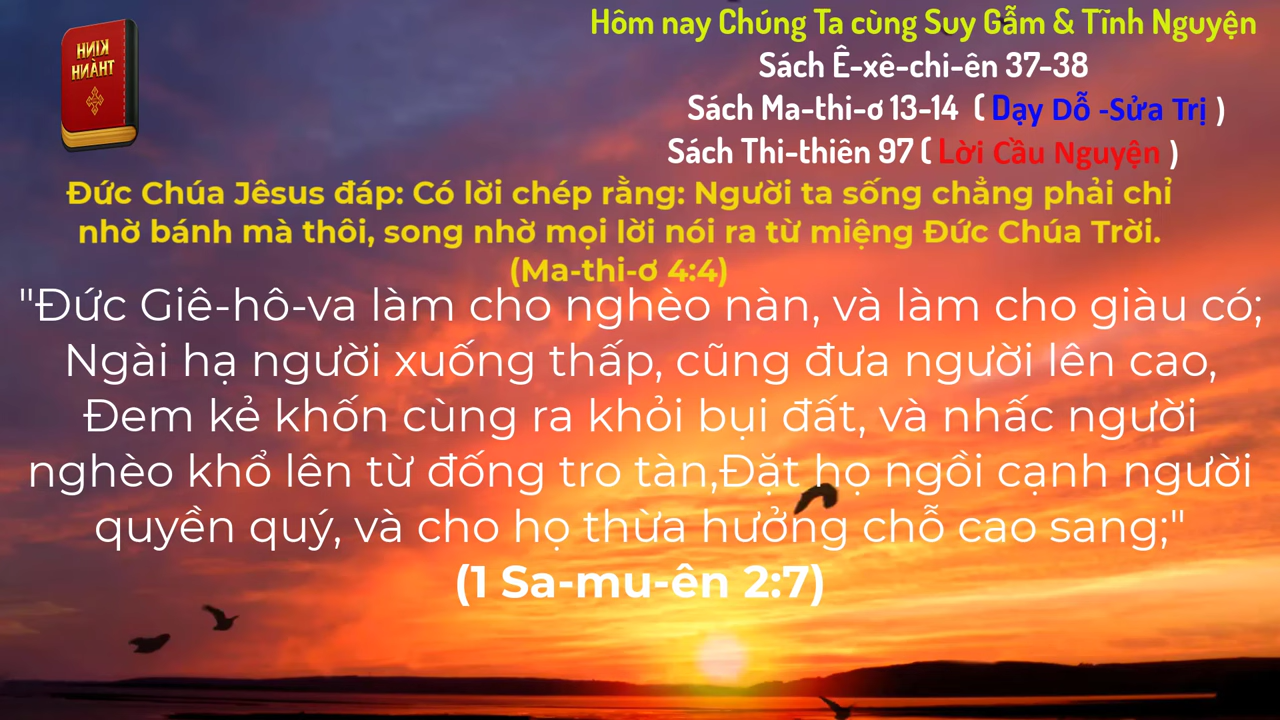 KINH
THÁNH
Hôm nay Chúng Ta cùng Suy Gẫm & Tĩnh Nguyện
Sách Ê-xê-chi-ên 37-38
Sách Ma-thi-ơ 13-14 ( Dạy Dỗ -Sửa Trị )
Sách Thi-thiên 97 ( Lời Cầu Nguyện )
Đức Chúa Jêsus đáp: Có lời chép rằng: Người ta sống chẳng phải chỉ
nhờ bánh mà thôi, song nhờ mọi lời nói ra từ miệng Đức Chúa Trời.
(Ma-thi-ơ 4:4)
"Đức Giê-hô-va làm cho nghèo nàn, và làm cho giàu có;
Ngài hạ người xuống thấp, cũng đưa người lên cao,
Đem kẻ khốn cùng ra khỏi bụi đất, và nhấc người
nghèo khổ lên từ đống tro tàn,Đặt họ ngồi cạnh người
quyền quý, và cho họ thừa hưởng chỗ cao sang;"
(1 Sa-mu-ên 2:7)